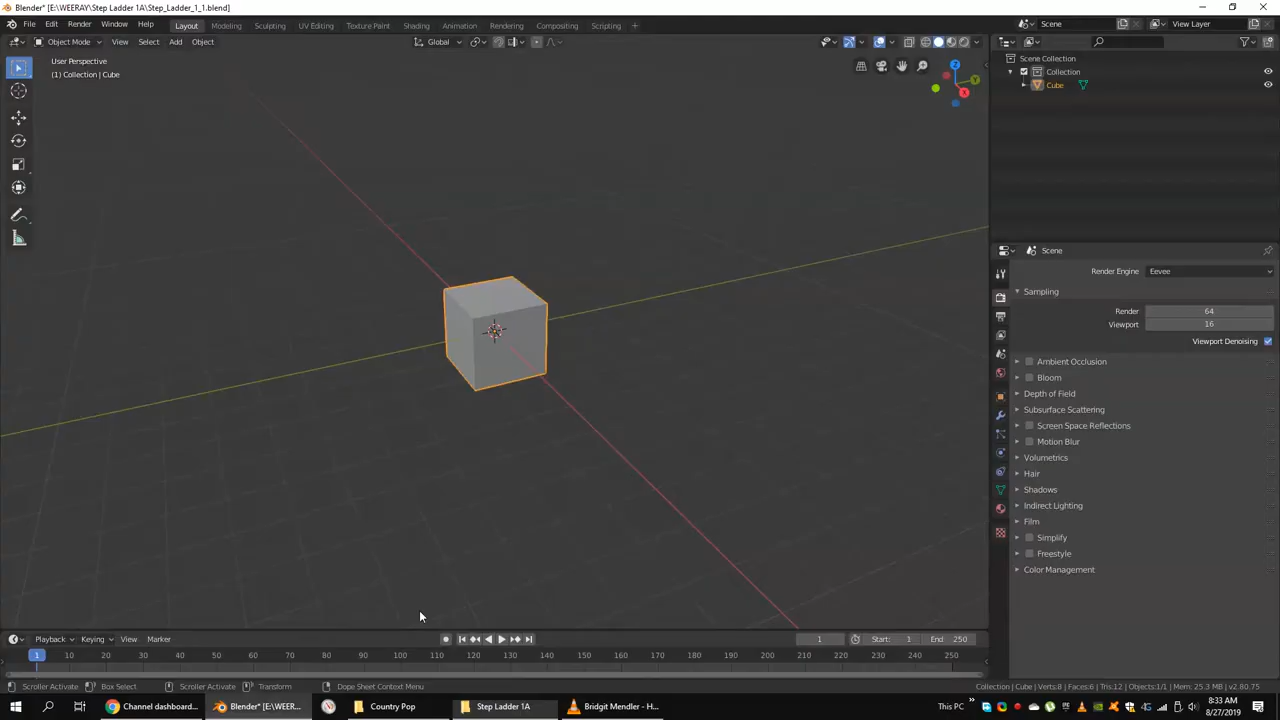 Blender* [E:\WEERAY\Step Ladder 1A\Step_Ladder_1_1.blend]
File Edit Render Window Help Layout Modeling Sculpting UV Editing Texture Paint Shading Animation Rendering Compositing Scripting + Scene View Layer
Object Mode View Select Add Object Global
User Perspective
(1) Collection | Cube
Z
Y
X
Scene Collection
Collection
Cube
Scene
Render Engine Eevee
Sampling
Render 64
Viewport 16
Viewport Denoising
Ambient Occlusion
Bloom
Depth of Field
Subsurface Scattering
Screen Space Reflections
Motion Blur
Volumetrics
Hair
Shadows
Indirect Lighting
Film
Simplify
Freestyle
Color Management
Playback Keying View Marker 1 Start: 1 End 250
1 10 20 30 40 50 60 70 80 90 100 110 120 130 140 150 160 170 180 190 200 210 220 230 240 250
Scroller Activate Box Select Scroller Activate Transform Dope Sheet Context Menu Collection | Cube | Verts:8 | Faces:6 | Tris:12 | Objects:1/1 | Mem: 25.3 MB | v2.80.75
Channel dashboard... Blender* [E:\WEERA... Country Pop Step Ladder 1A Bridgit Mendler - H... This PC 8:33 AM
8/27/2019